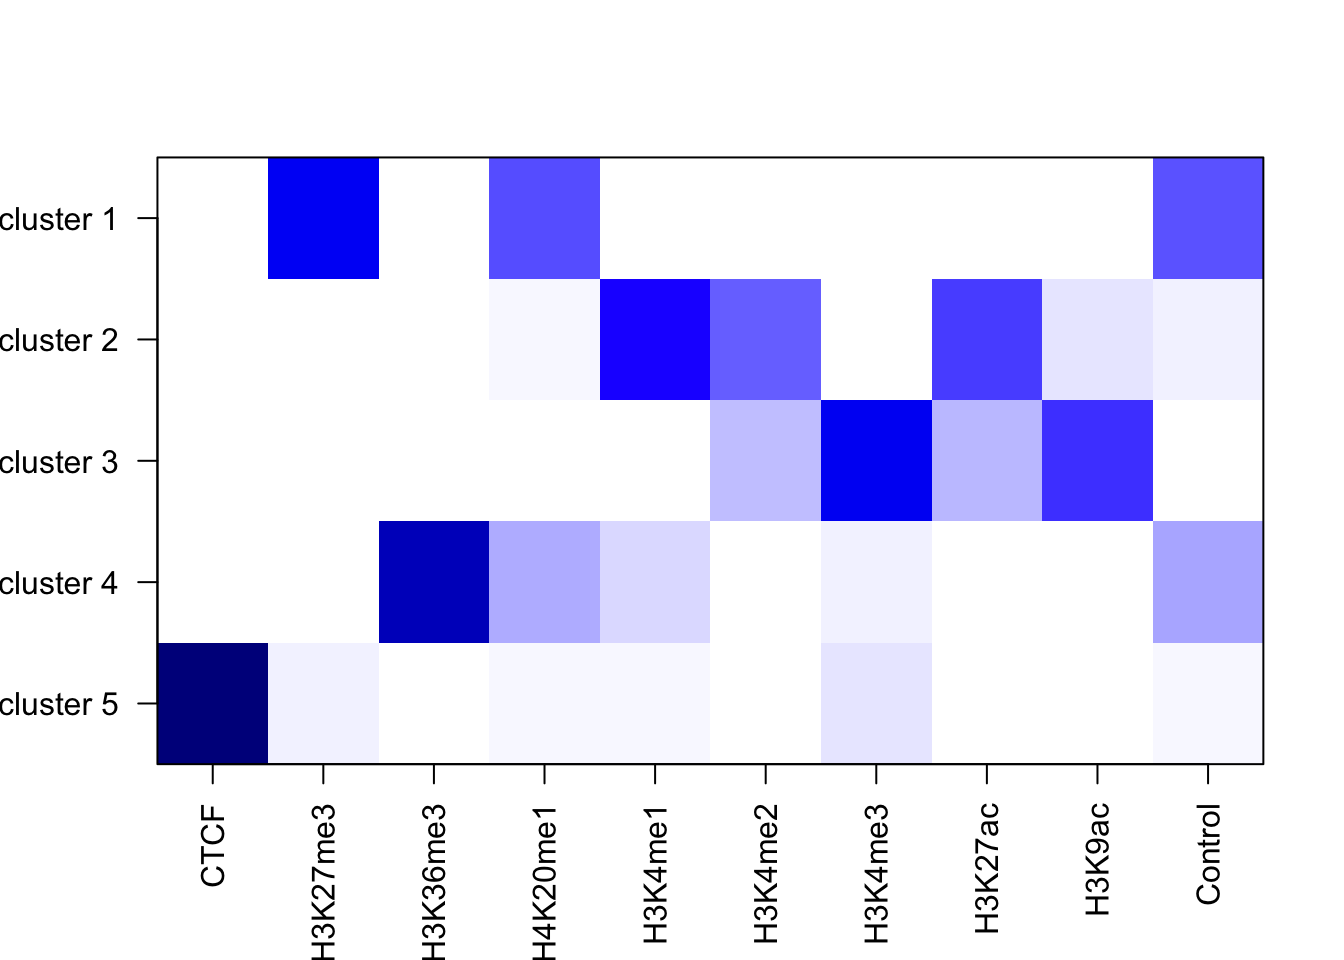 cluster 1
cluster 2
cluster 3
cluster 4
cluster 5
CTCF
H3K27me3
H3K36me3
H4K20me1
H3K4me1
H3K4me2
H3K4me3
H3K27ac
H3K9ac
Control